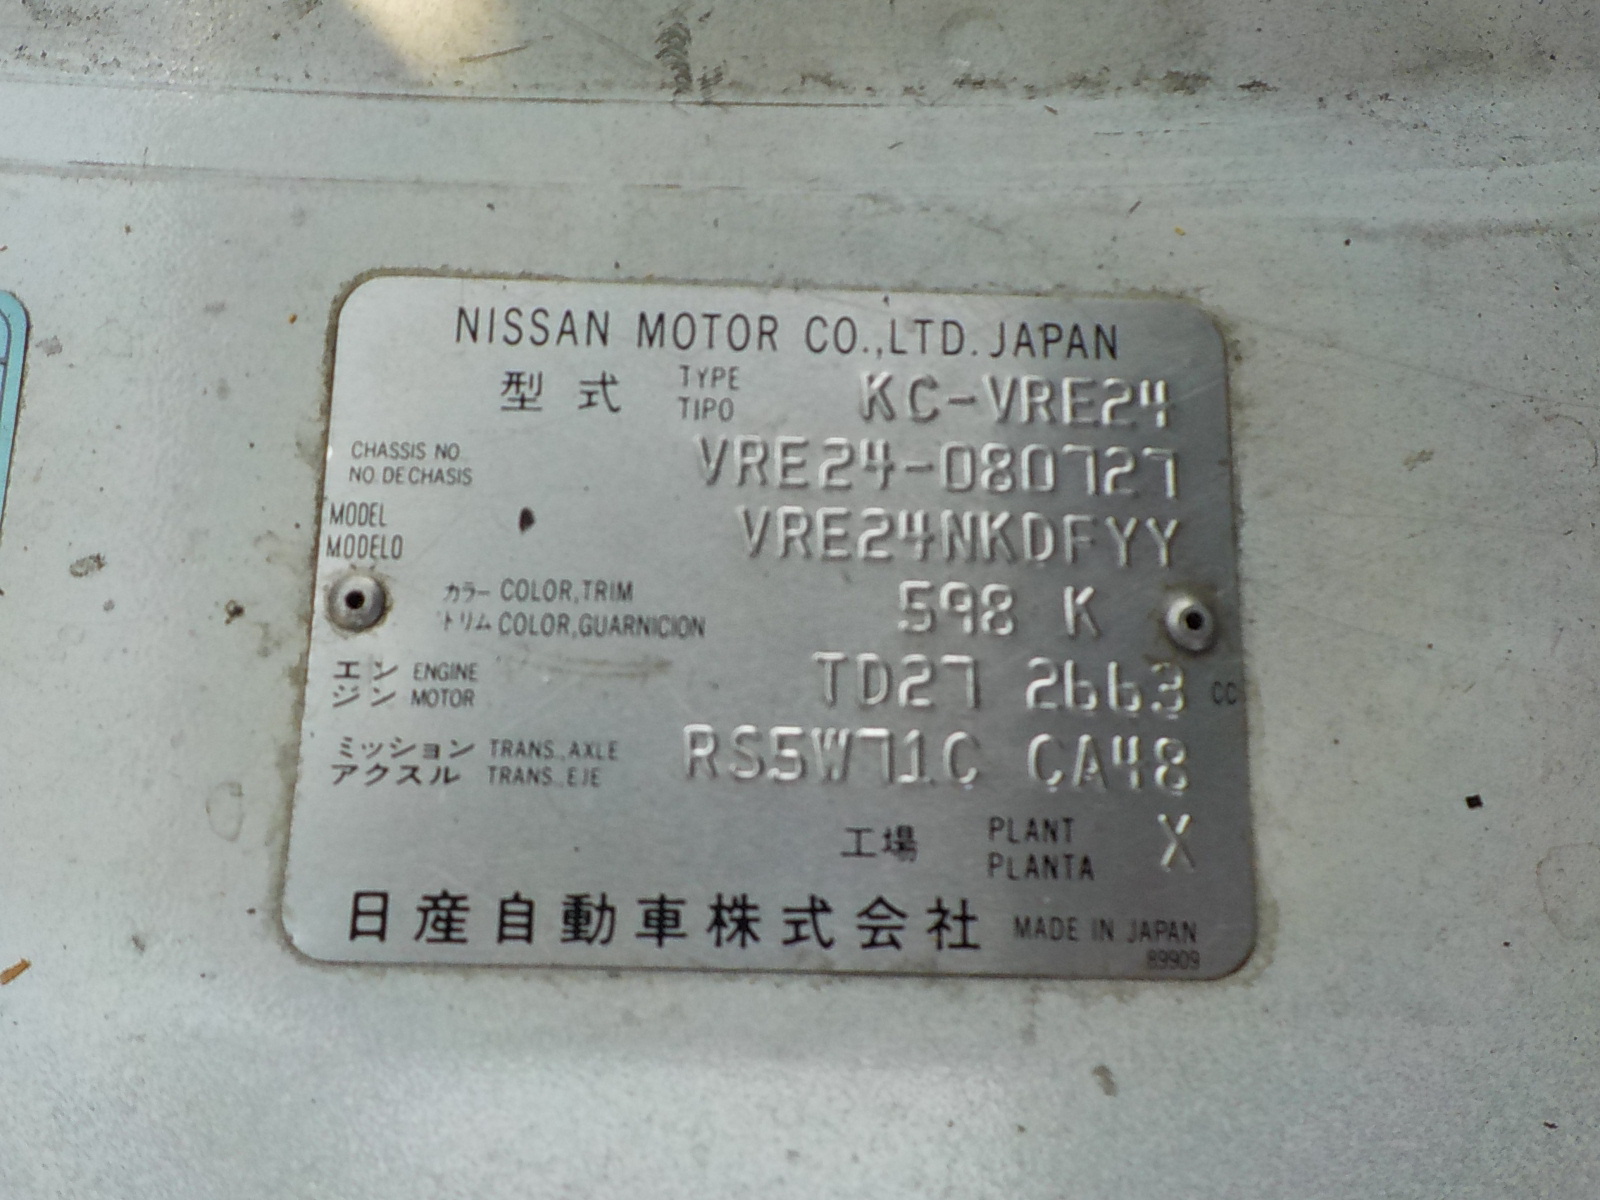 NISSAN MOTOR CO.,LTD. JAPAN
型式 TYPE TIPO KC-VRE24
CHASSIS NO. NO. DE CHASIS VRE24-080727
MODEL MODELO VRE24NKDFYY
カラー COLOR,TRIM トリム COLOR,GUARNICION 598 K
エンジン ENGINE MOTOR TD27 2663 CC
ミッション TRANS.,AXLE アクスル TRANS.,EJE RS5W71C CA48
工場 PLANT PLANTA X
日産自動車株式会社 MADE IN JAPAN
89909